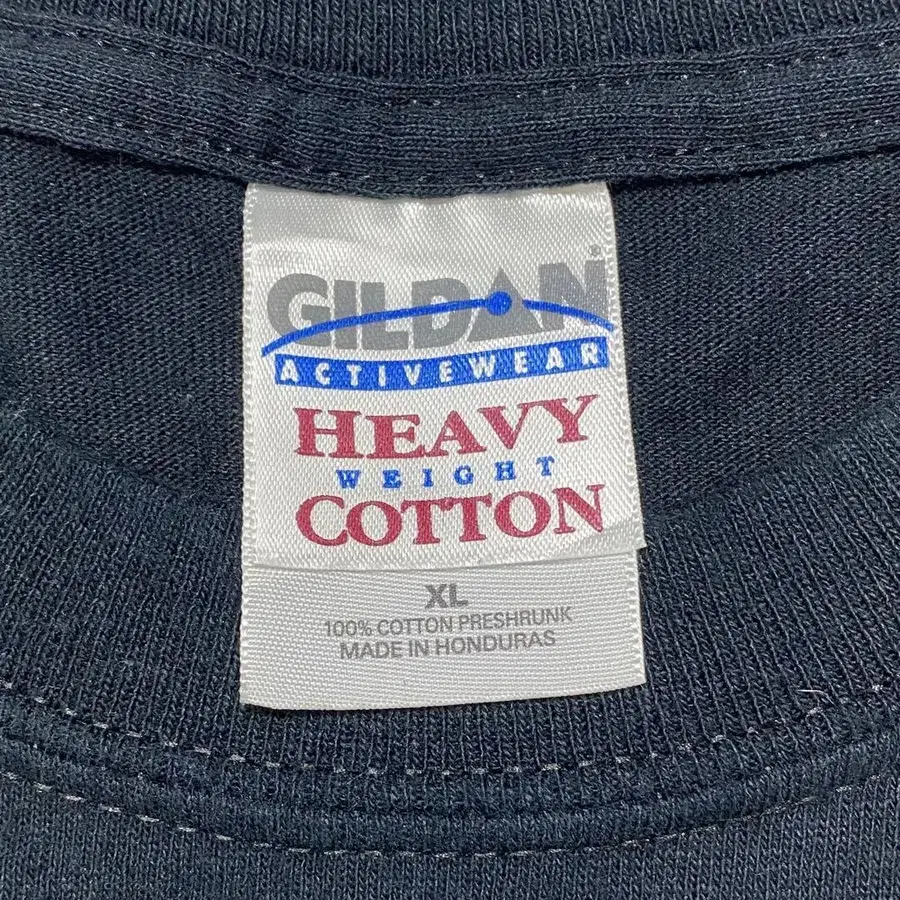 GILDAN®
ACTIVEWEAR
HEAVY
WEIGHT
COTTON
XL
100% COTTON PRESHRUNK
MADE IN HONDURAS